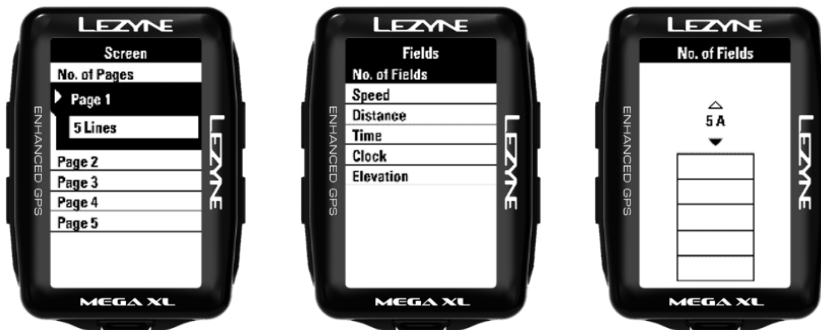 LEZYNE
Screen
No. of Pages
Page 1
5 Lines
Page 2
Page 3
Page 4
Page 5
ENHANCED GPS
LEZYNE
MEGA XL
LEZYNE
Fields
No. of Fields
Speed
Distance
Time
Clock
Elevation
ENHANCED GPS
LEZYNE
MEGA XL
LEZYNE
No. of Fields
5 A
ENHANCED GPS
LEZYNE
MEGA XL